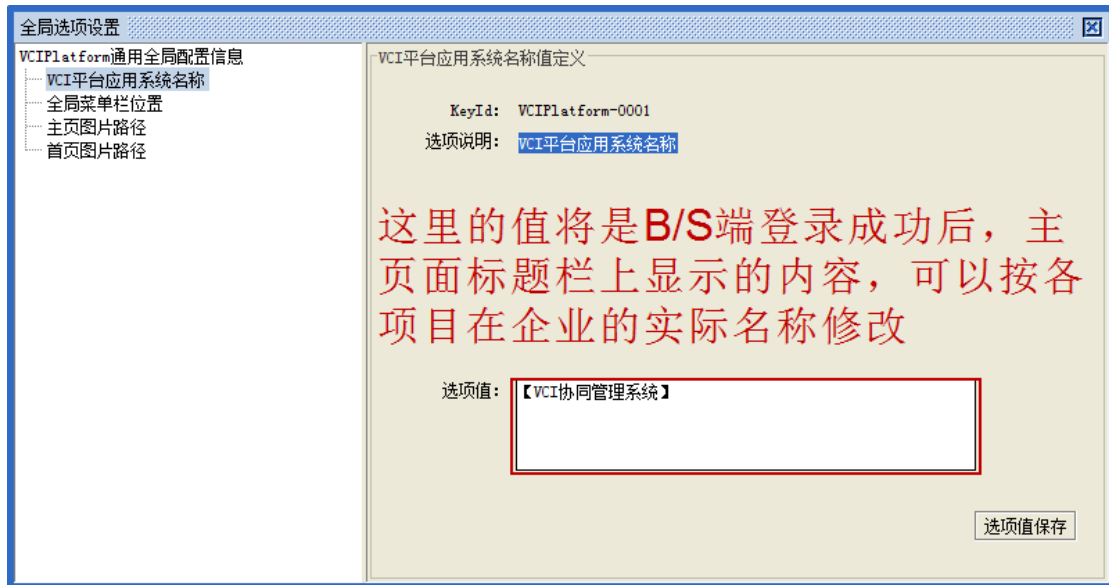 全局选项设置
VCIPlatform通用全局配置信息
VCI平台应用系统名称
全局菜单栏位置
主页图片路径
首页图片路径
VCI平台应用系统名称值定义
KeyId: VCIPlatform-0001
选项说明: VCI平台应用系统名称
这里的值将是B/S端登录成功后，主
页面标题栏上显示的内容，可以按各
项目在企业的实际名称修改
选项值: 【VCI协同管理系统】
选项值保存